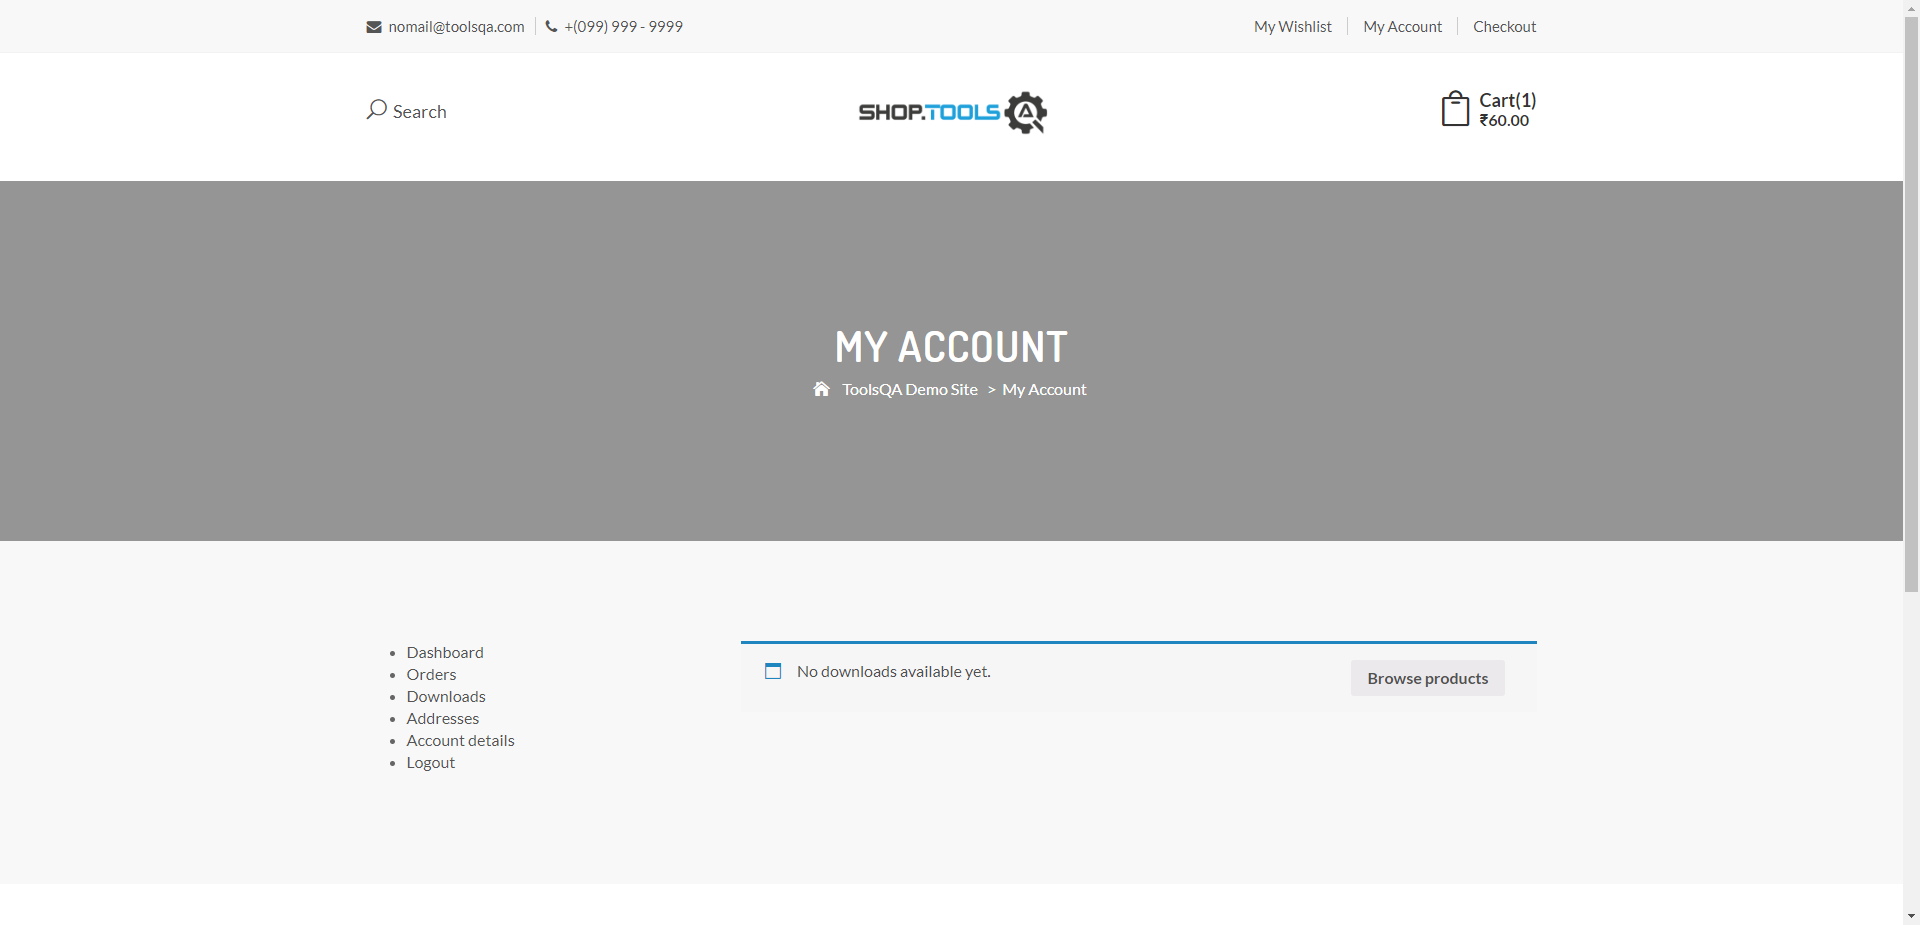 nomail@toolsqa.com +(099) 999 - 9999 My Wishlist My Account Checkout
Search SHOP.TOOLSQA Cart(1)
₹60.00
MY ACCOUNT
ToolsQA Demo Site > My Account
Dashboard
Orders
Downloads
Addresses
Account details
Logout
No downloads available yet. Browse products